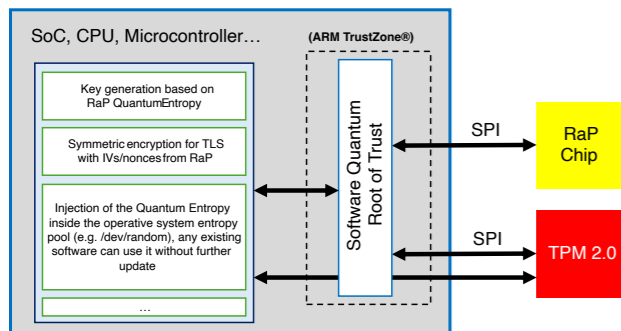 SoC, CPU, Microcontroller...
(ARM TrustZone®)
Key generation based on
RaP QuantumEntropy
Symmetric encryption for TLS
with IVs/nonces from RaP
Injection of the Quantum Entropy
inside the operative system entropy
pool (e.g. /dev/random), any existing
software can use it without further
update
...
Software Quantum
Root of Trust
SPI
RaP
Chip
SPI
TPM 2.0